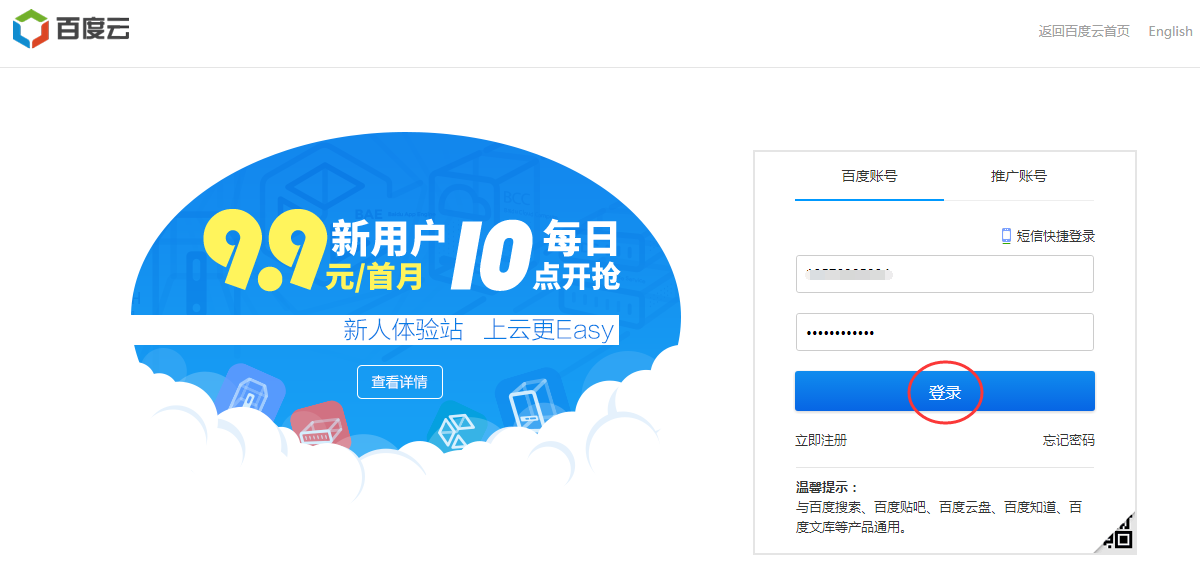 百度云
返回百度云首页 English
BAE
BCC
9.9 新用户 元/首月 10 每日 点开抢
新人体验站 上云更Easy
查看详情
百度账号 推广账号
短信快捷登录
••••••••••••
登录
立即注册 忘记密码
温馨提示：
与百度搜索、百度贴吧、百度云盘、百度知道、百
度文库等产品通用。